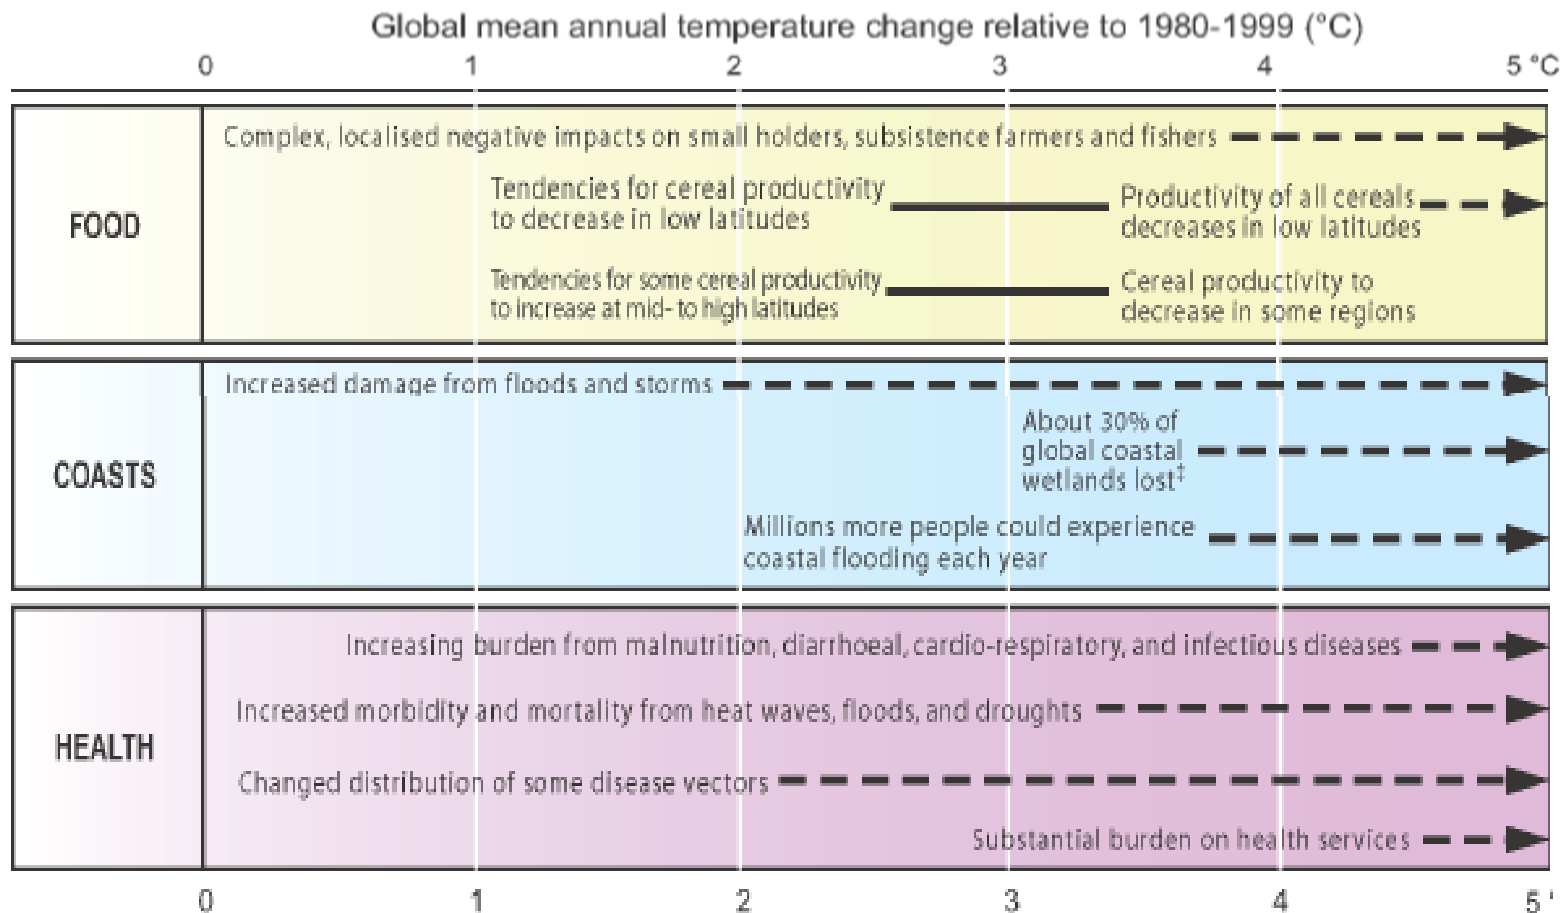 Global mean annual temperature change relative to 1980-1999 (°C)
0 1 2 3 4 5 °C
FOOD
Complex, localised negative impacts on small holders, subsistence farmers and fishers
Tendencies for cereal productivity
to decrease in low latitudes
Productivity of all cereals
decreases in low latitudes
Tendencies for some cereal productivity
to increase at mid- to high latitudes
Cereal productivity to
decrease in some regions
COASTS
Increased damage from floods and storms
About 30% of
global coastal
wetlands lost‡
Millions more people could experience
coastal flooding each year
HEALTH
Increasing burden from malnutrition, diarrhoeal, cardio-respiratory, and infectious diseases
Increased morbidity and mortality from heat waves, floods, and droughts
Changed distribution of some disease vectors
Substantial burden on health services
0 1 2 3 4 5